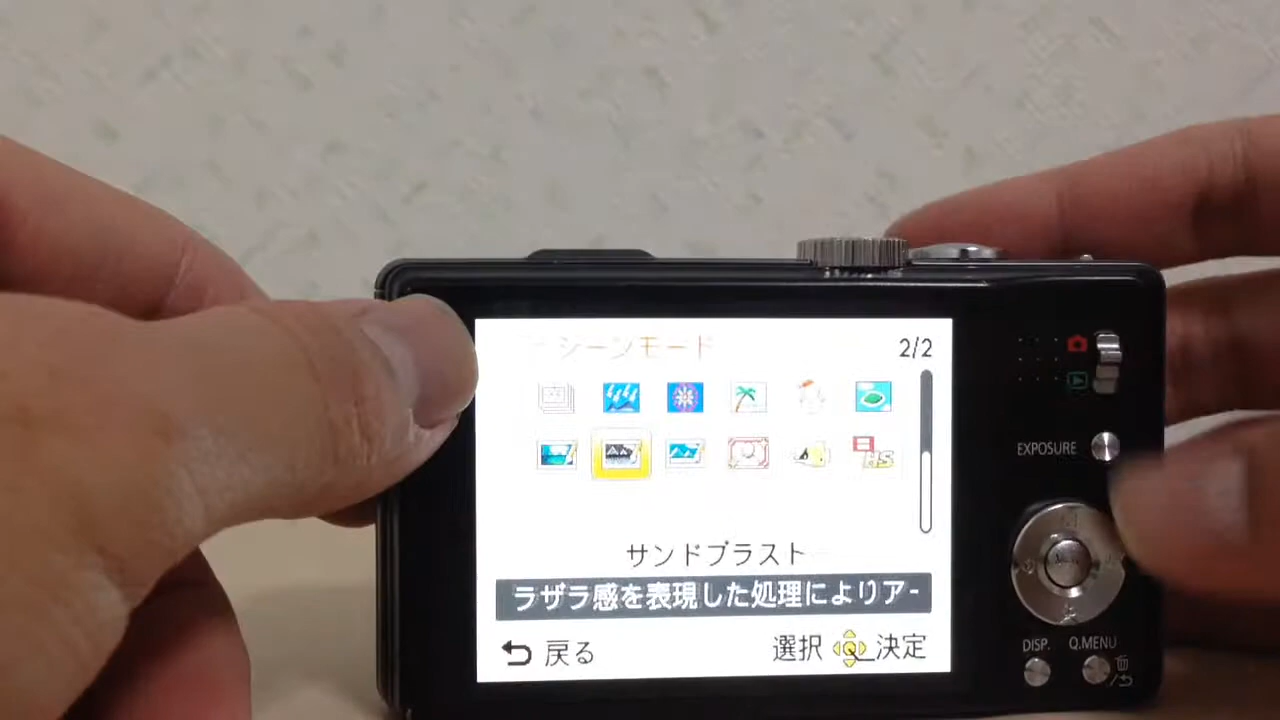 シーンモード 2/2
HS
サンドブラスト
ラザラ感を表現した処理によりア-
戻る 選択 決定
EXPOSURE
DISP. Q.MENU